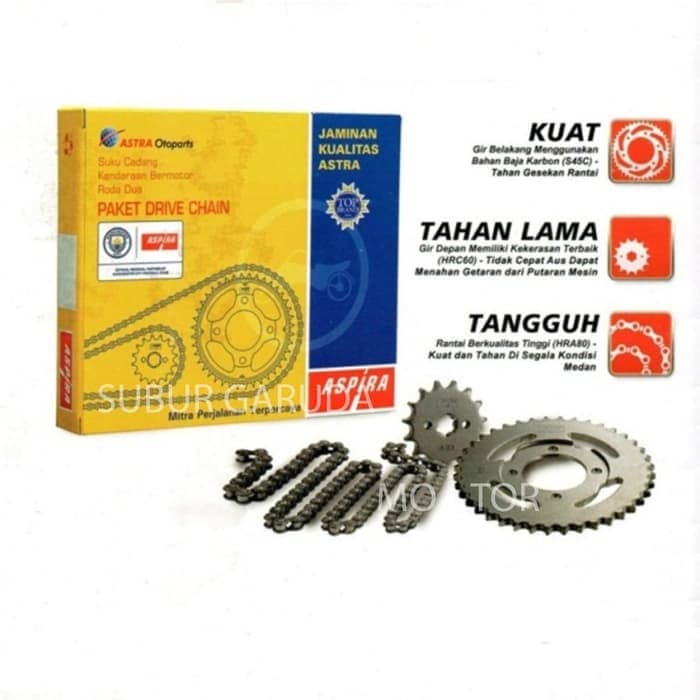 ASTRA Otoparts
Suku Cadang
Kendaraan Bermotor
Roda Dua
PAKET DRIVE CHAIN
ASPIRA
JAMINAN
KUALITAS
ASTRA
TOP
BRAND
ASPIRA
ASPIRA
Mitra Perjalanan Terpercaya
KUAT
Gir Belakang Menggunakan
Bahan Baja Karbon (S45C) -
Tahan Gesekan Rantai
TAHAN LAMA
Gir Depan Memiliki Kekerasan Terbaik
(HRC60) - Tidak Cepat Aus Dapat
Menahan Getaran dari Putaran Mesin
TANGGUH
Rantai Berkualitas Tinggi (HRA80) -
Kuat dan Tahan Di Segala Kondisi
Medan
SUBUR GARUDA
MOTOR